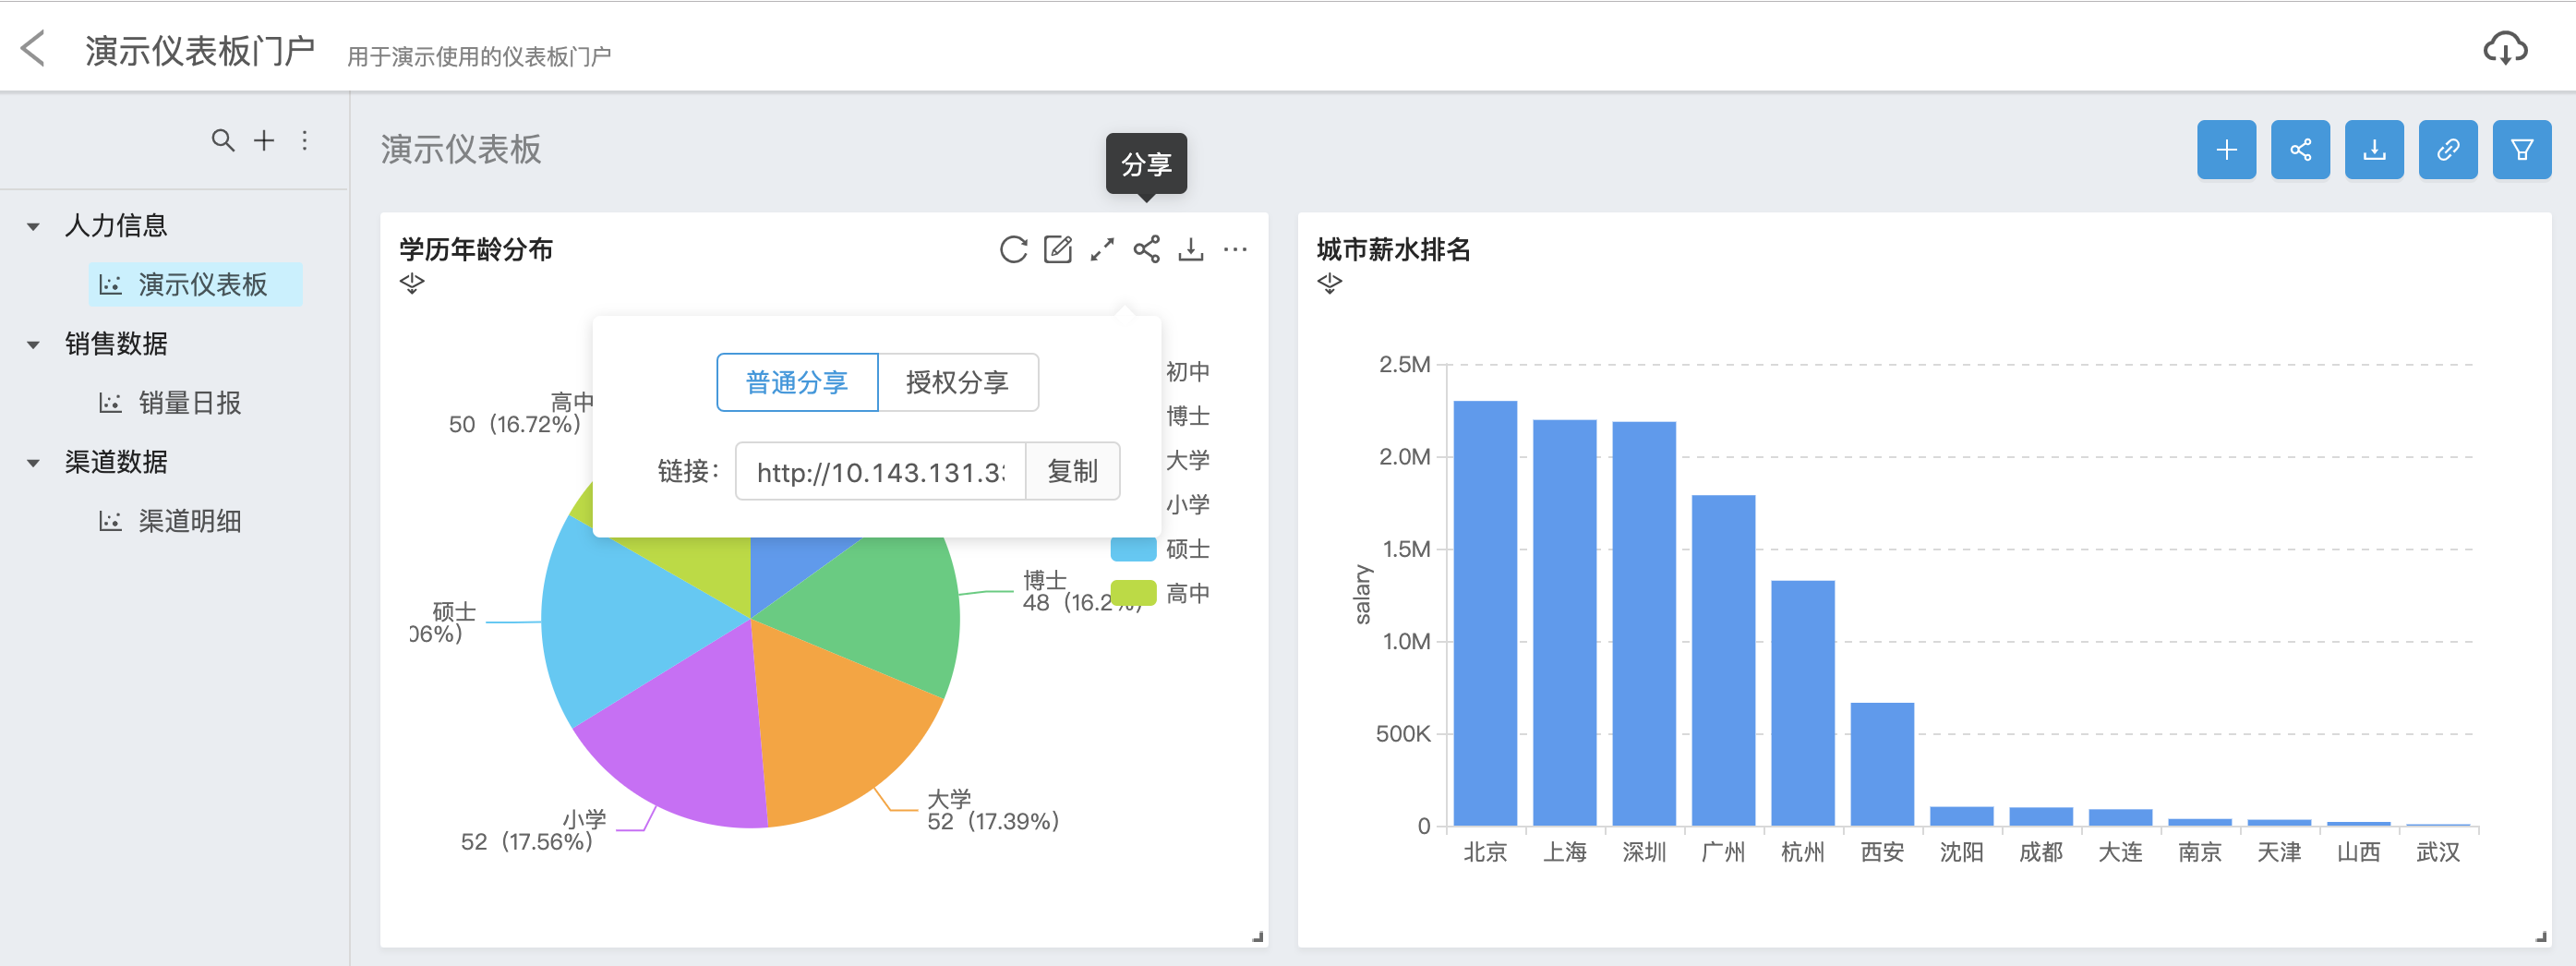 演示仪表板门户 用于演示使用的仪表板门户
人力信息
演示仪表板
销售数据
销量日报
渠道数据
渠道明细
演示仪表板
分享
学历年龄分布
普通分享 授权分享
链接: http://10.143.131.3 复制
高中
50 (16.72%)
硕士
06%)
小学
52 (17.56%)
大学
52 (17.39%)
博士
48 (16.2%)
初中
博士
大学
小学
硕士
高中
城市薪水排名
salary
2.5M
2.0M
1.5M
1.0M
500K
0
北京 上海 深圳 广州 杭州 西安 沈阳 成都 大连 南京 天津 山西 武汉